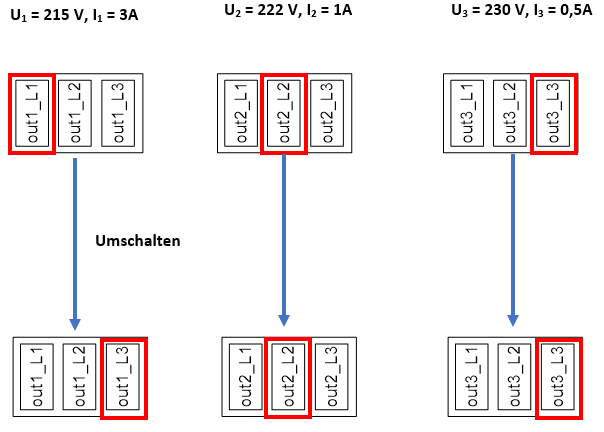 U₁ = 215 V, I₁ = 3A
U₂ = 222 V, I₂ = 1A
U₃ = 230 V, I₃ = 0,5A
out1_L1
out1_L2
out1_L3
out2_L1
out2_L2
out2_L3
out3_L1
out3_L2
out3_L3
Umschalten
out1_L1
out1_L2
out1_L3
out2_L1
out2_L2
out2_L3
out3_L1
out3_L2
out3_L3